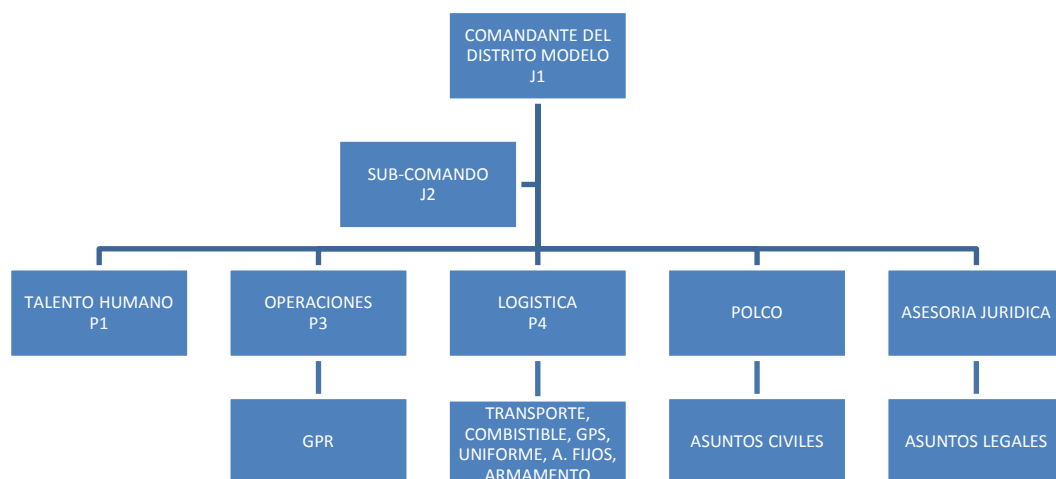 COMANDANTE DEL
DISTRITO MODELO
J1
SUB-COMANDO
J2
TALENTO HUMANO
P1
OPERACIONES
P3
LOGISTICA
P4
POLCO
ASESORIA JURIDICA
GPR
TRANSPORTE,
COMBISTIBLE, GPS,
UNIFORME, A. FIJOS,
ARMAMENTO
ASUNTOS CIVILES
ASUNTOS LEGALES